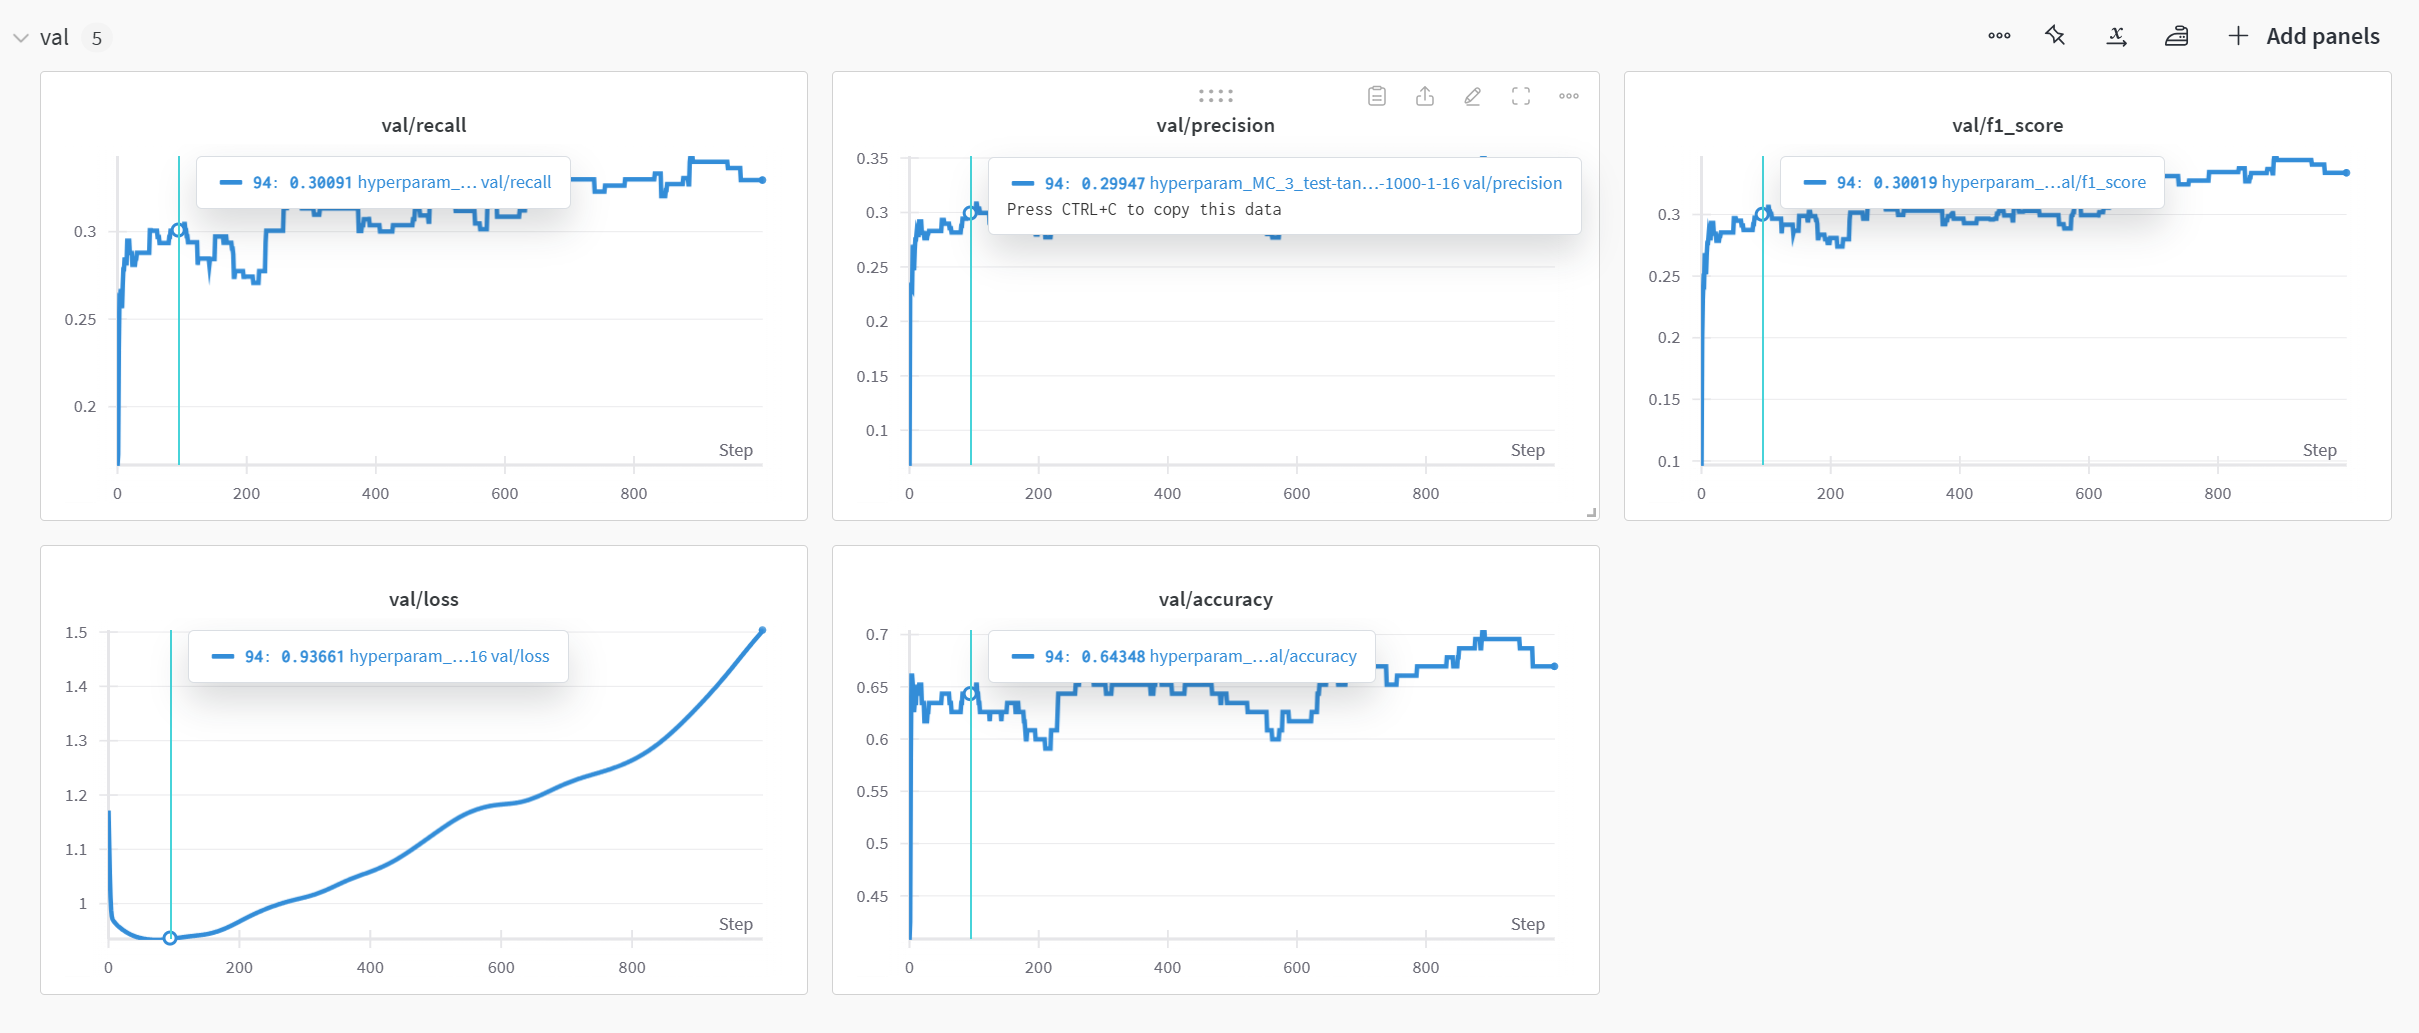 val 5
Add panels
val/recall
94: 0.30091 hyperparam_... val/recall
0.3
0.25
0.2
Step
0 200 400 600 800
val/precision
0.35
94: 0.29947 hyperparam_MC_3_test-tan...-1000-1-16 val/precision
Press CTRL+C to copy this data
0.3
0.25
0.2
0.15
0.1
Step
0 200 400 600 800
val/f1_score
94: 0.30019 hyperparam_...al/f1_score
0.3
0.25
0.2
0.15
0.1
Step
0 200 400 600 800
val/loss
1.5
94: 0.93661 hyperparam_...16 val/loss
1.4
1.3
1.2
1.1
1
Step
0 200 400 600 800
val/accuracy
0.7
94: 0.64348 hyperparam_...al/accuracy
0.65
0.6
0.55
0.5
0.45
Step
0 200 400 600 800